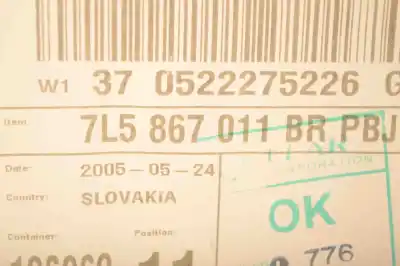 W1 37 0522275226 G
Item: 7L5 867 011 BR PBJ
Date: 2005-05-24
Country: SLOVAKIA
OK
Container: Position:
776
11